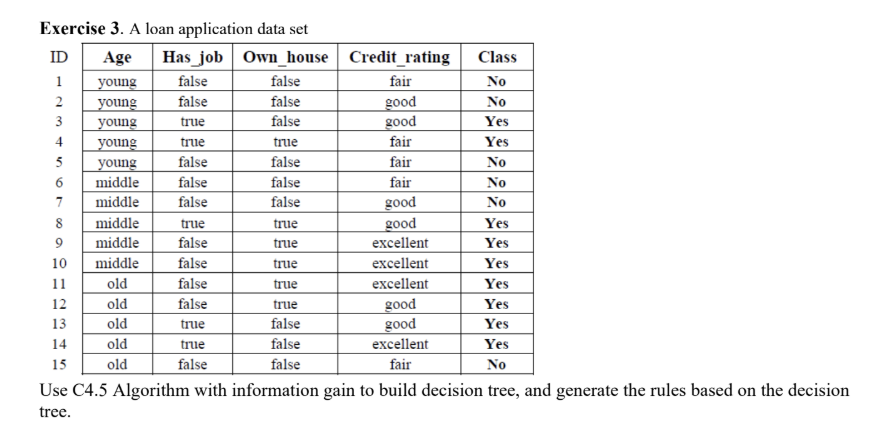 Exercise 3. A loan application data set
ID Age Has_job Own_house Credit_rating Class
1 young false false fair No
2 young false false good No
3 young true false good Yes
4 young true true fair Yes
5 young false false fair No
6 middle false false fair No
7 middle false false good No
8 middle true true good Yes
9 middle false true excellent Yes
10 middle false true excellent Yes
11 old false true excellent Yes
12 old false true good Yes
13 old true false good Yes
14 old true false excellent Yes
15 old false false fair No
Use C4.5 Algorithm with information gain to build decision tree, and generate the rules based on the decision
tree.